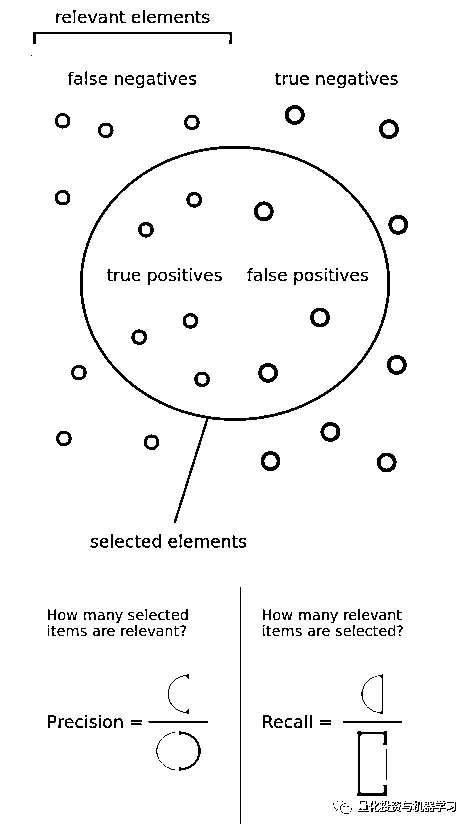 relevant elements
false negatives
true negatives
true positives
false positives
selected elements
How many selected
items are relevant?
Precision =
How many relevant
items are selected?
Recall =
量化投资与机器学习